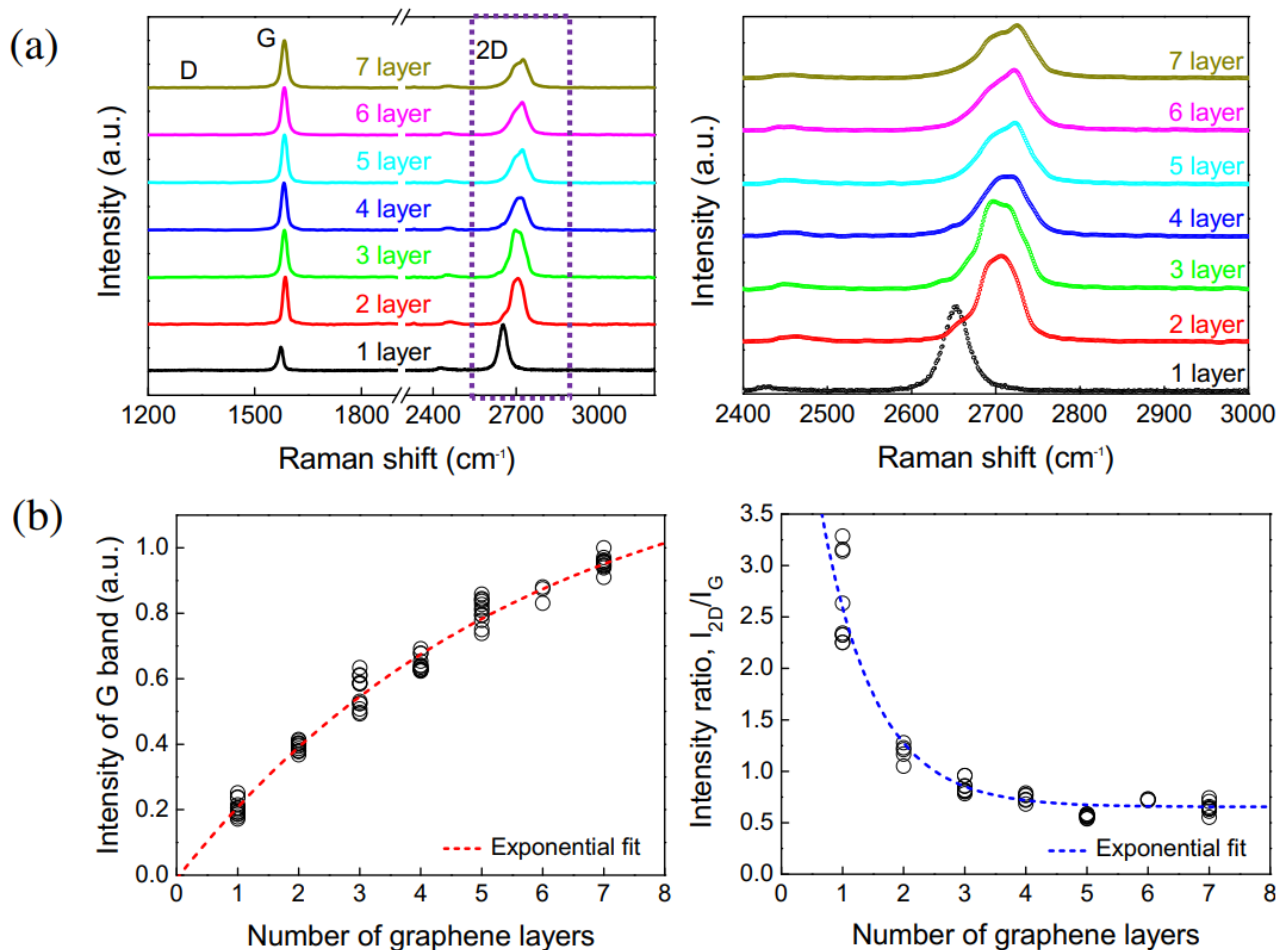 (a)
D
G
2D
7 layer
6 layer
5 layer
4 layer
3 layer
2 layer
1 layer
Intensity (a.u.)
1200 1500 1800 2400 2700 3000
Raman shift (cm-1)
7 layer
6 layer
5 layer
4 layer
3 layer
2 layer
1 layer
Intensity (a.u.)
2400 2500 2600 2700 2800 2900 3000
Raman shift (cm-1)
(b)
Intensity of G band (a.u.)
1.0
0.8
0.6
0.4
0.2
0.0
Exponential fit
0 1 2 3 4 5 6 7 8
Number of graphene layers
Intensity ratio, I2D/IG
3.5
3.0
2.5
2.0
1.5
1.0
0.5
0.0
Exponential fit
0 1 2 3 4 5 6 7 8
Number of graphene layers